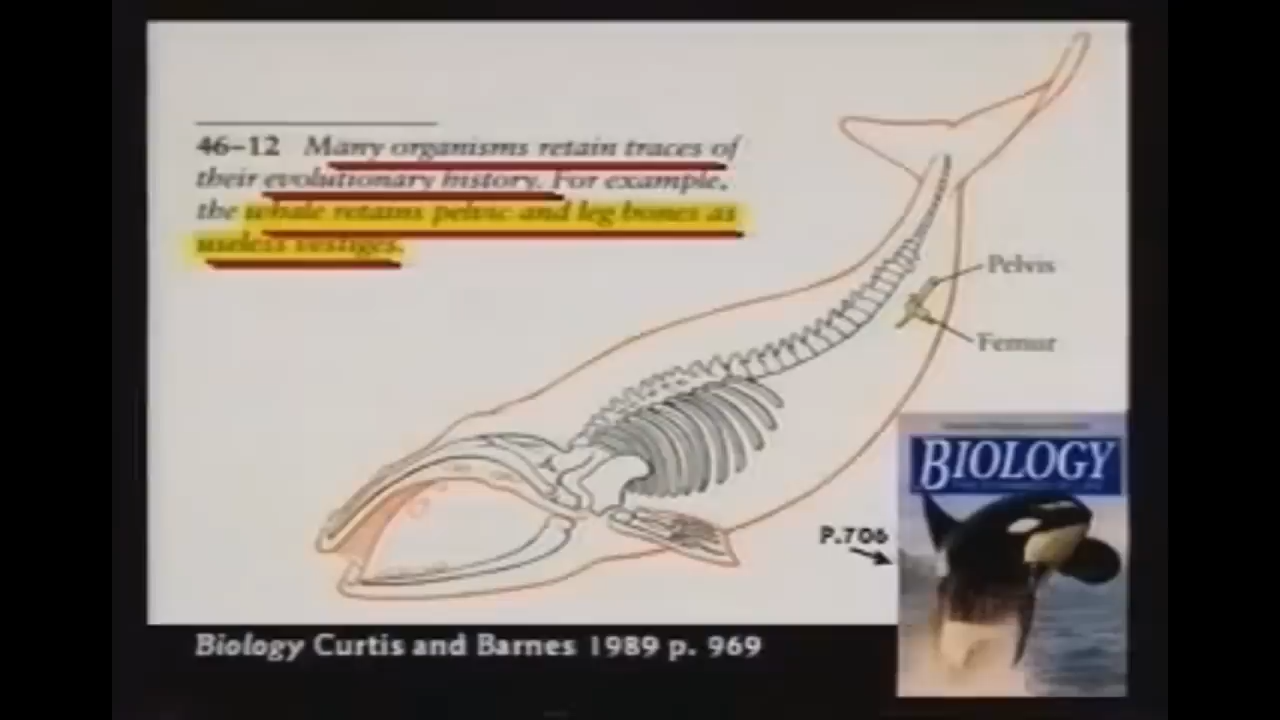 46–12 Many organisms retain traces of
their evolutionary history. For example,
the whale retains pelvic and leg bones as
useless vestiges.
Pelvis
Femur
BIOLOGY
P.706
Biology Curtis and Barnes 1989 p. 969